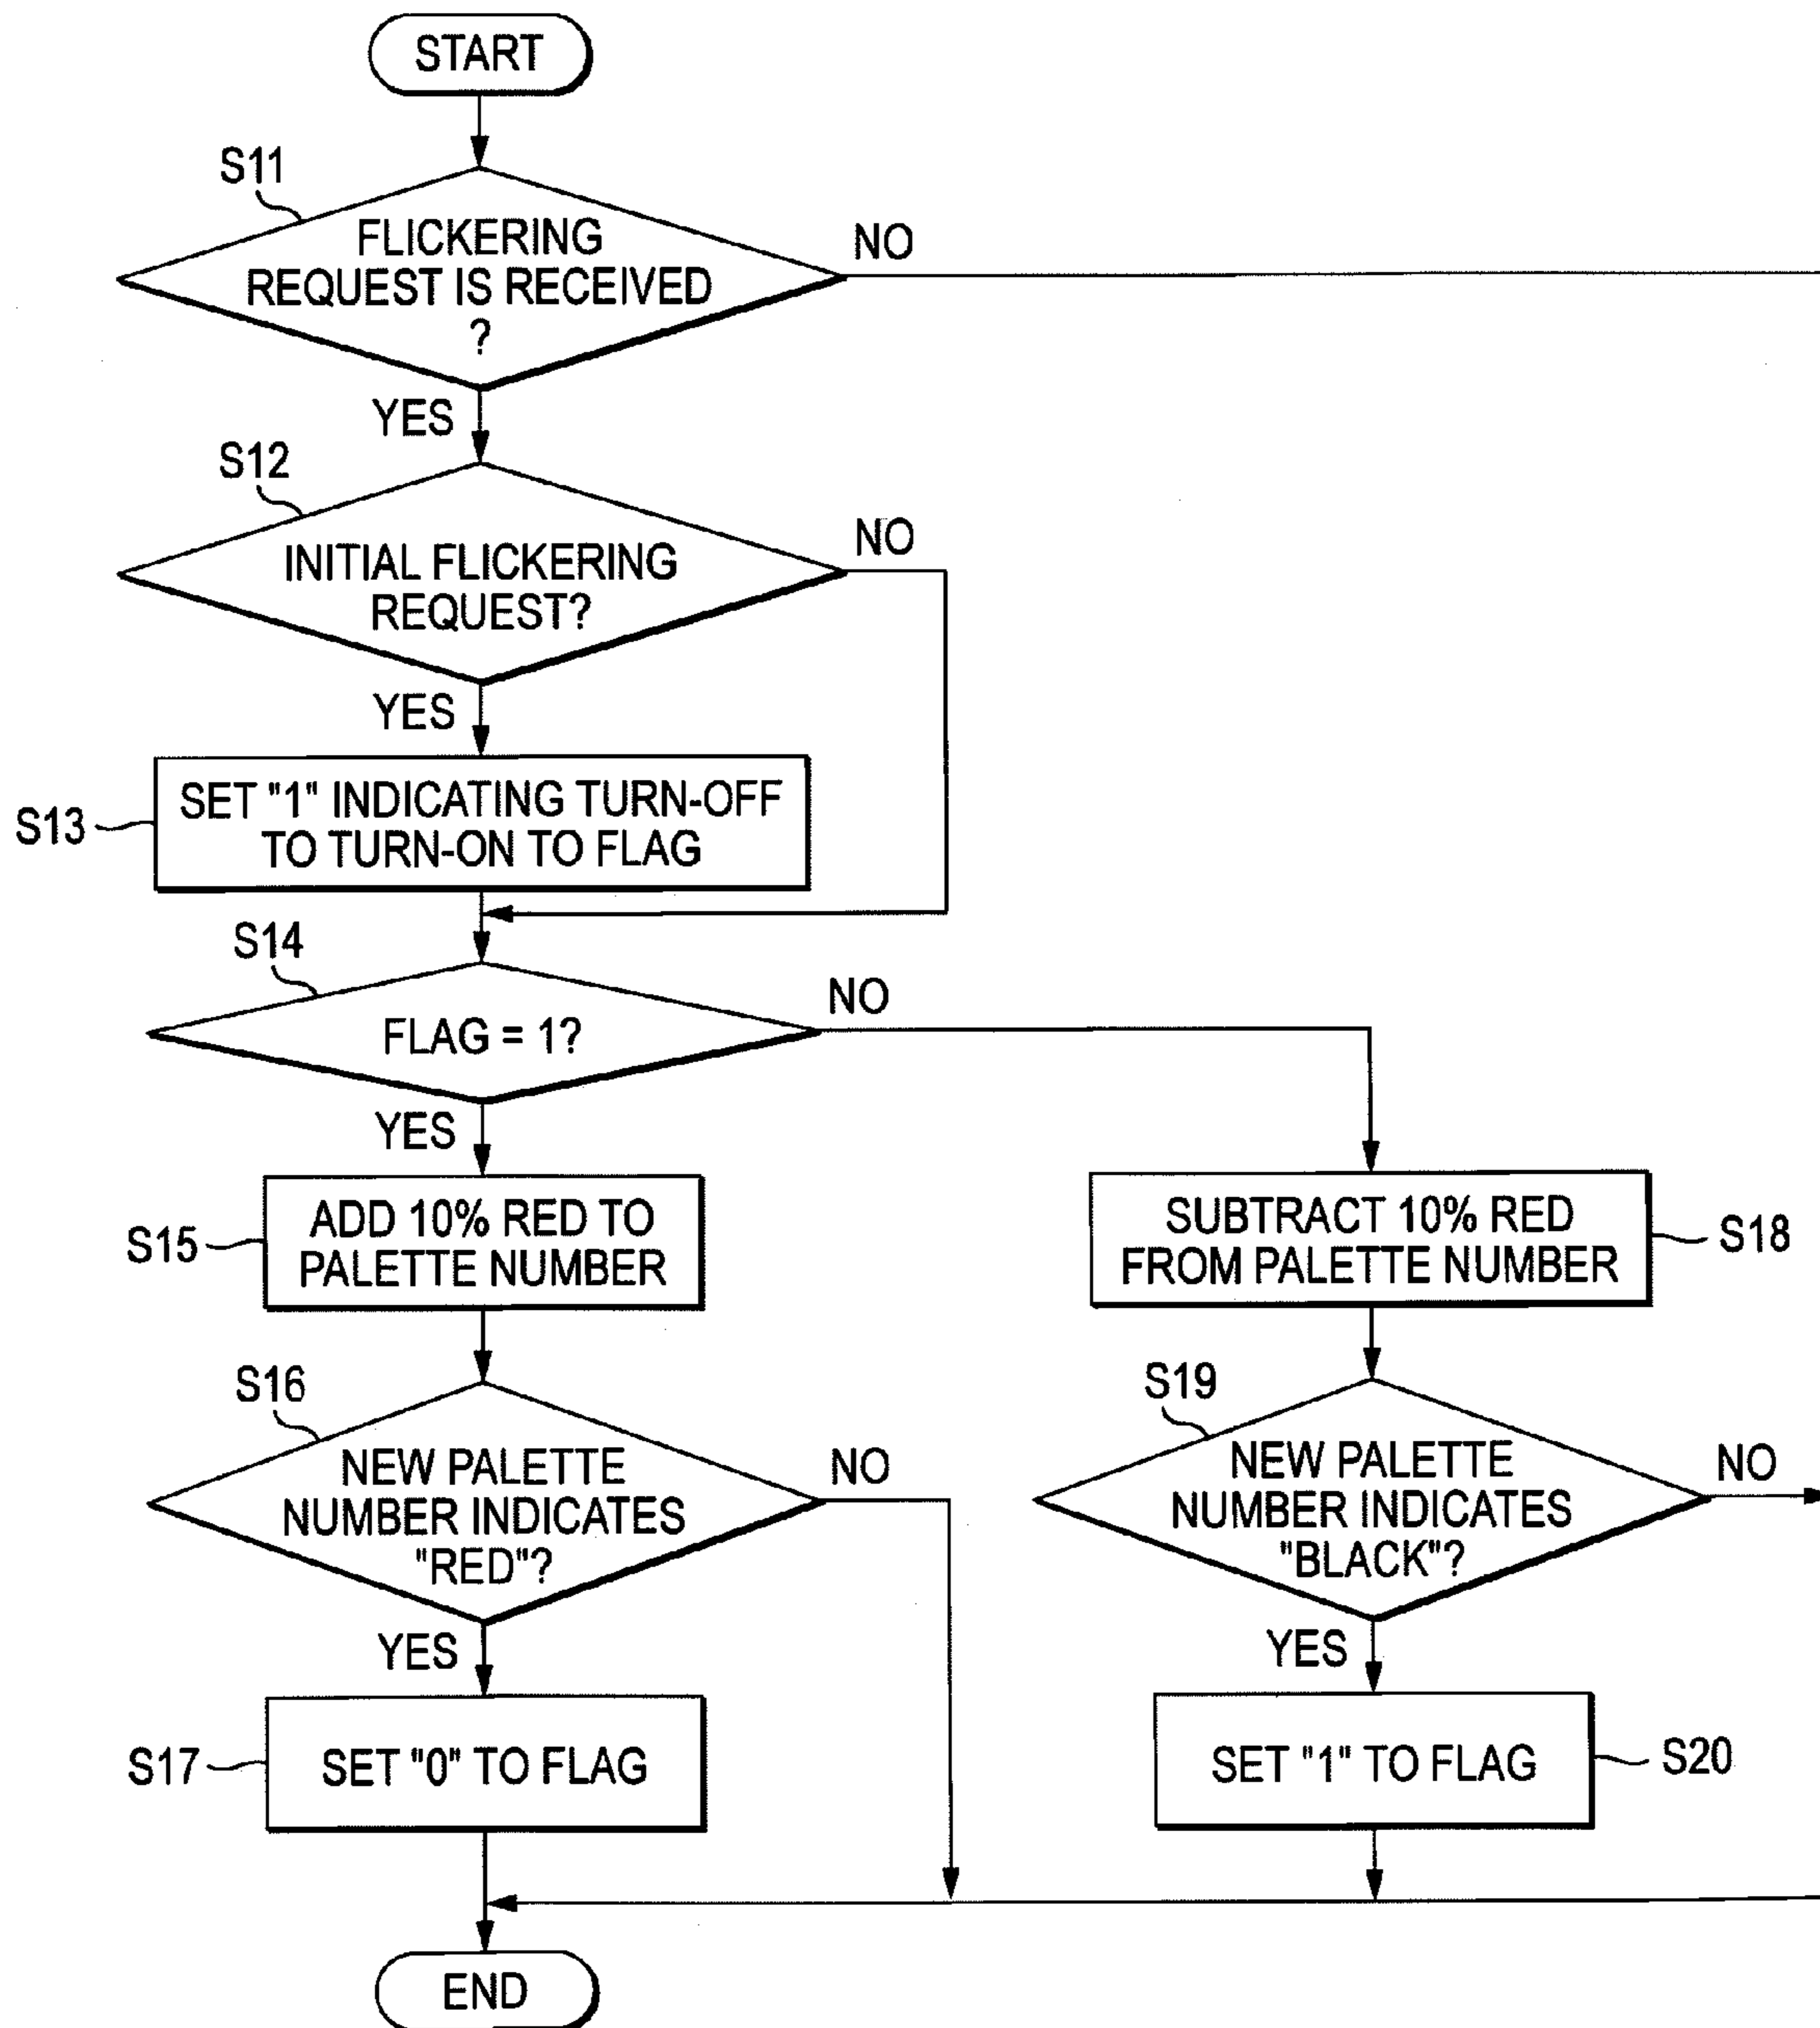 START
S11
FLICKERING
REQUEST IS RECEIVED
?
NO
YES
S12
INITIAL FLICKERING
REQUEST?
NO
YES
S13
SET "1" INDICATING TURN-OFF
TO TURN-ON TO FLAG
S14
FLAG = 1?
NO
YES
S15
ADD 10% RED TO
PALETTE NUMBER
SUBTRACT 10% RED
FROM PALETTE NUMBER
S18
S16
NEW PALETTE
NUMBER INDICATES
"RED"?
NO
YES
S19
NEW PALETTE
NUMBER INDICATES
"BLACK"?
NO
YES
S17
SET "0" TO FLAG
SET "1" TO FLAG
S20
END